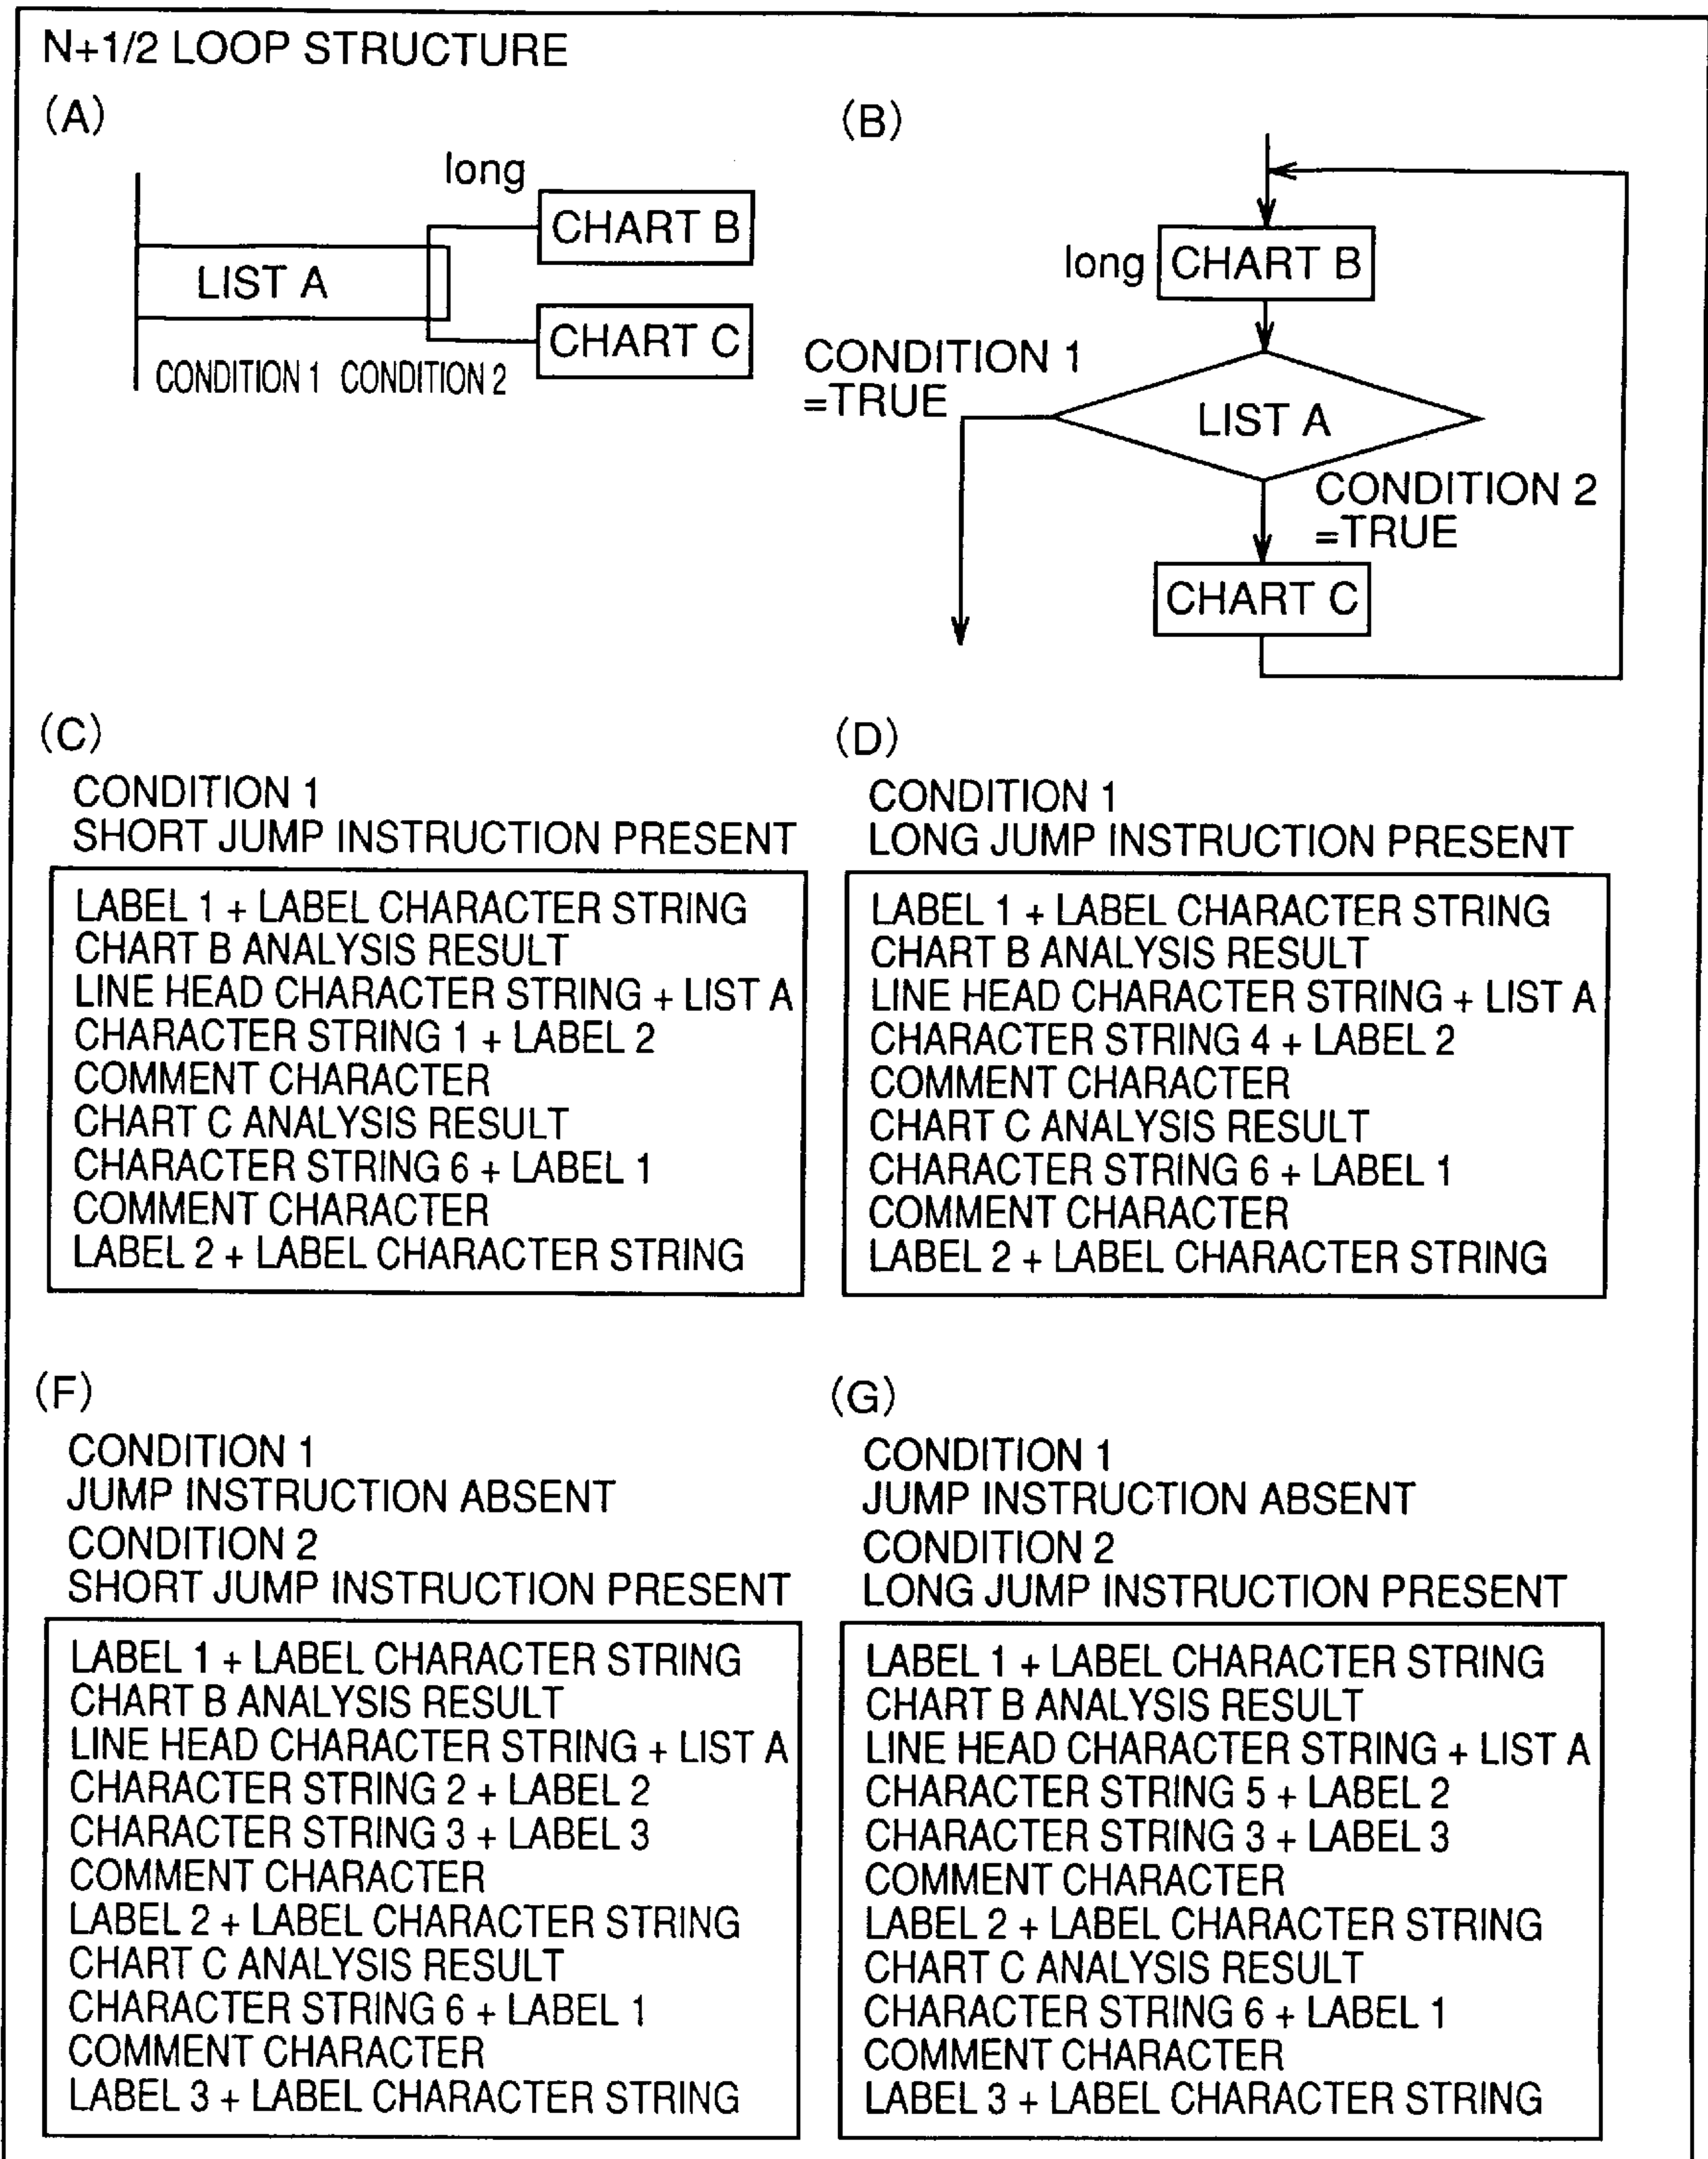 N+1/2 LOOP STRUCTURE
(A)
long
CHART B
LIST A
CHART C
CONDITION 1 CONDITION 2
(B)
long CHART B
CONDITION 1
=TRUE
LIST A
CONDITION 2
=TRUE
CHART C
(C)
CONDITION 1
SHORT JUMP INSTRUCTION PRESENT
LABEL 1 + LABEL CHARACTER STRING
CHART B ANALYSIS RESULT
LINE HEAD CHARACTER STRING + LIST A
CHARACTER STRING 1 + LABEL 2
COMMENT CHARACTER
CHART C ANALYSIS RESULT
CHARACTER STRING 6 + LABEL 1
COMMENT CHARACTER
LABEL 2 + LABEL CHARACTER STRING
(D)
CONDITION 1
LONG JUMP INSTRUCTION PRESENT
LABEL 1 + LABEL CHARACTER STRING
CHART B ANALYSIS RESULT
LINE HEAD CHARACTER STRING + LIST A
CHARACTER STRING 4 + LABEL 2
COMMENT CHARACTER
CHART C ANALYSIS RESULT
CHARACTER STRING 6 + LABEL 1
COMMENT CHARACTER
LABEL 2 + LABEL CHARACTER STRING
(F)
CONDITION 1
JUMP INSTRUCTION ABSENT
CONDITION 2
SHORT JUMP INSTRUCTION PRESENT
LABEL 1 + LABEL CHARACTER STRING
CHART B ANALYSIS RESULT
LINE HEAD CHARACTER STRING + LIST A
CHARACTER STRING 2 + LABEL 2
CHARACTER STRING 3 + LABEL 3
COMMENT CHARACTER
LABEL 2 + LABEL CHARACTER STRING
CHART C ANALYSIS RESULT
CHARACTER STRING 6 + LABEL 1
COMMENT CHARACTER
LABEL 3 + LABEL CHARACTER STRING
(G)
CONDITION 1
JUMP INSTRUCTION ABSENT
CONDITION 2
LONG JUMP INSTRUCTION PRESENT
LABEL 1 + LABEL CHARACTER STRING
CHART B ANALYSIS RESULT
LINE HEAD CHARACTER STRING + LIST A
CHARACTER STRING 5 + LABEL 2
CHARACTER STRING 3 + LABEL 3
COMMENT CHARACTER
LABEL 2 + LABEL CHARACTER STRING
CHART C ANALYSIS RESULT
CHARACTER STRING 6 + LABEL 1
COMMENT CHARACTER
LABEL 3 + LABEL CHARACTER STRING